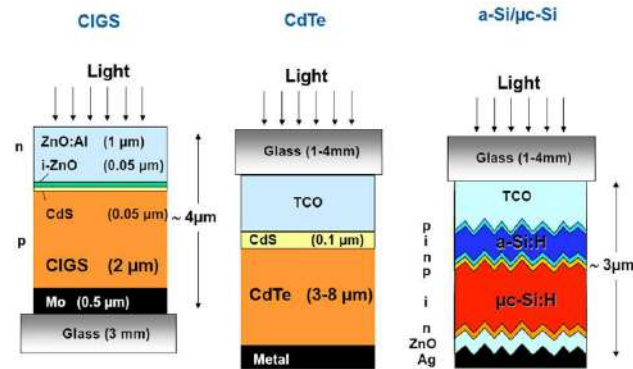 CIGS
Light
n
ZnO:Al (1 µm)
i-ZnO (0.05 µm)
CdS (0.05 µm)
~ 4µm
p
CIGS (2 µm)
Mo (0.5 µm)
Glass (3 mm)
CdTe
Light
Glass (1-4mm)
TCO
CdS (0.1 µm)
CdTe (3-8 µm)
Metal
a-Si/µc-Si
Light
Glass (1-4mm)
TCO
p
i
a-Si:H
n
p
~ 3µm
i
µc-Si:H
n
ZnO
Ag